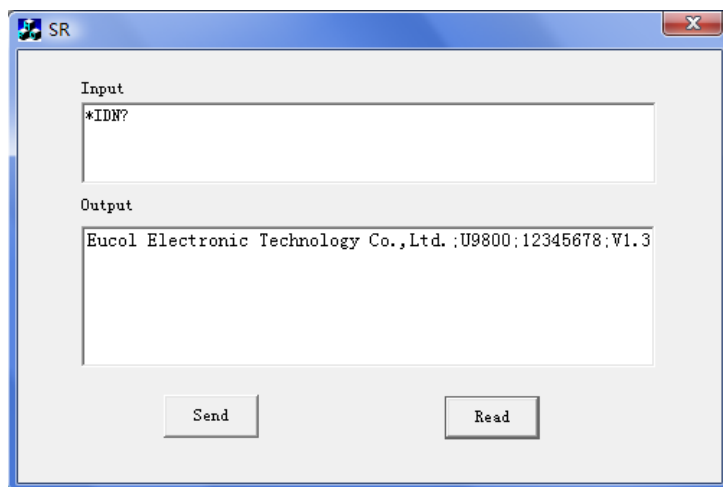 SR
Input
*IDN?
Output
Eucol Electronic Technology Co.,Ltd.;U9800;12345678;V1.3
Send
Read